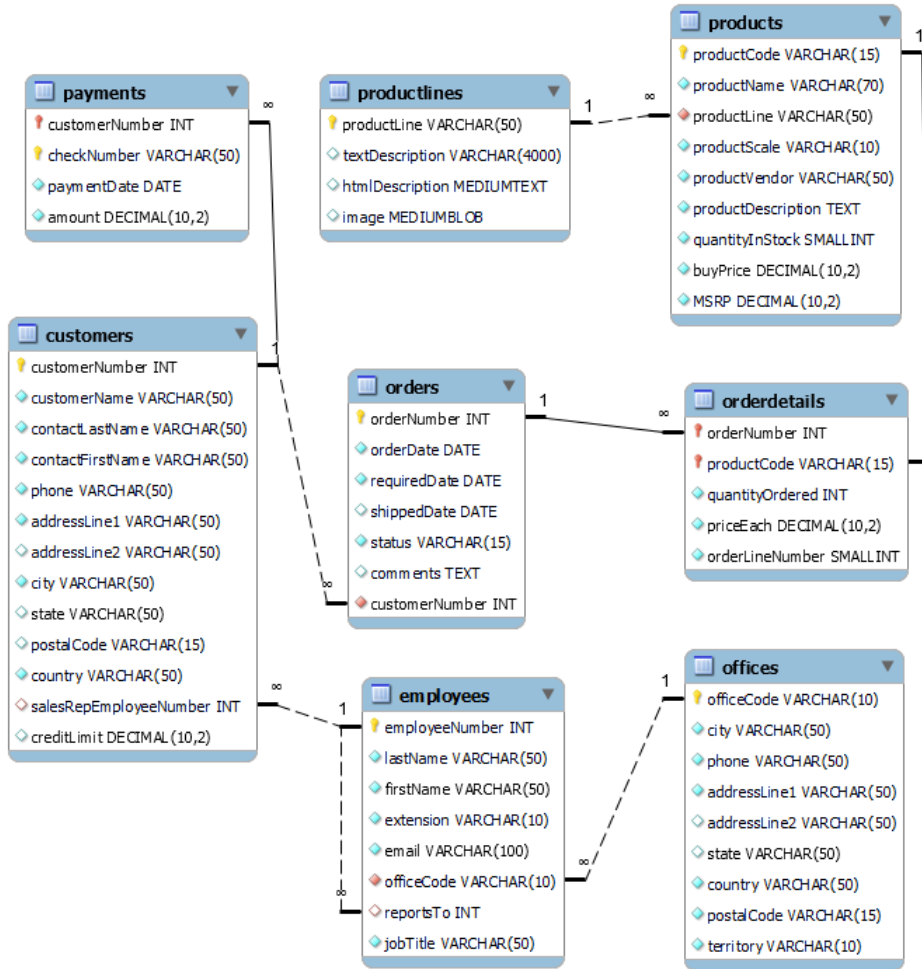 products
productCode VARCHAR(15)
productName VARCHAR(70)
productLine VARCHAR(50)
productScale VARCHAR(10)
productVendor VARCHAR(50)
productDescription TEXT
quantityInStock SMALLINT
buyPrice DECIMAL(10,2)
MSRP DECIMAL(10,2)
1
payments
customerNumber INT
checkNumber VARCHAR(50)
paymentDate DATE
amount DECIMAL(10,2)
∞
productlines
productLine VARCHAR(50)
textDescription VARCHAR(4000)
htmlDescription MEDIUMTEXT
image MEDIUMBLOB
1
∞
customers
customerNumber INT
customerName VARCHAR(50)
contactLastName VARCHAR(50)
contactFirstName VARCHAR(50)
phone VARCHAR(50)
addressLine1 VARCHAR(50)
addressLine2 VARCHAR(50)
city VARCHAR(50)
state VARCHAR(50)
postalCode VARCHAR(15)
country VARCHAR(50)
salesRepEmployeeNumber INT
creditLimit DECIMAL(10,2)
1
∞
orders
orderNumber INT
orderDate DATE
requiredDate DATE
shippedDate DATE
status VARCHAR(15)
comments TEXT
customerNumber INT
∞
1
∞
orderdetails
orderNumber INT
productCode VARCHAR(15)
quantityOrdered INT
priceEach DECIMAL(10,2)
orderLineNumber SMALLINT
employees
employeeNumber INT
lastName VARCHAR(50)
firstName VARCHAR(50)
extension VARCHAR(10)
email VARCHAR(100)
officeCode VARCHAR(10)
reportsTo INT
jobTitle VARCHAR(50)
1
∞
∞
1
offices
officeCode VARCHAR(10)
city VARCHAR(50)
phone VARCHAR(50)
addressLine1 VARCHAR(50)
addressLine2 VARCHAR(50)
state VARCHAR(50)
country VARCHAR(50)
postalCode VARCHAR(15)
territory VARCHAR(10)